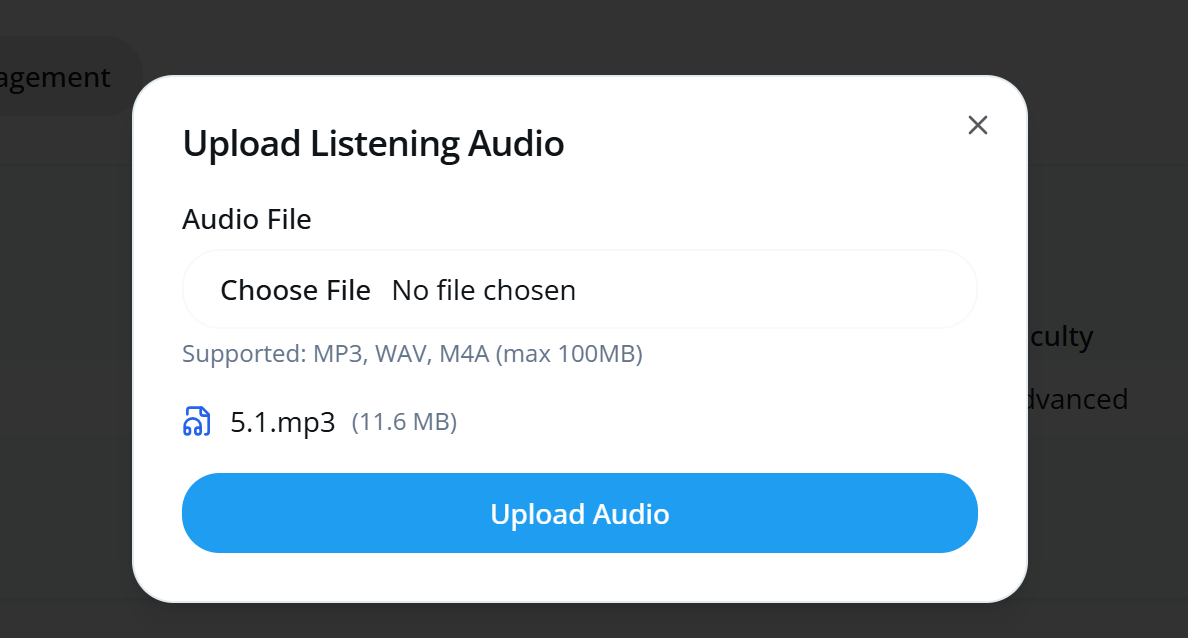 agement
Upload Listening Audio
Audio File
Choose File No file chosen
Supported: MP3, WAV, M4A (max 100MB)
culty
dvanced
5.1.mp3 (11.6 MB)
Upload Audio